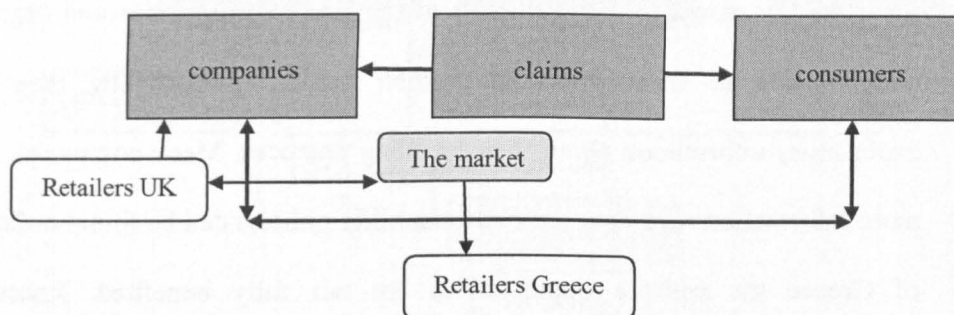 companies
claims
consumers
The market
Retailers UK
Retailers Greece